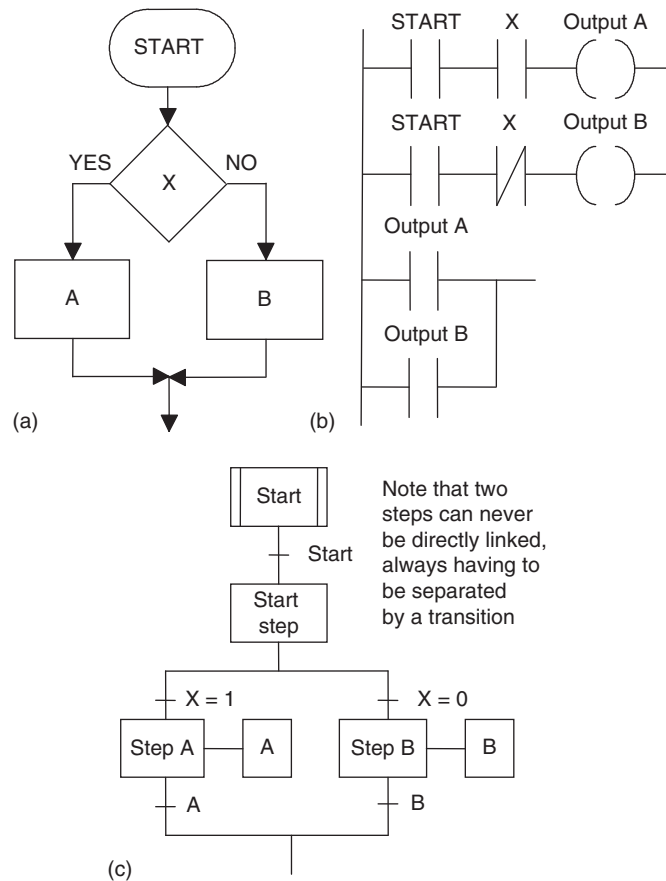 START
YES
NO
X
A
B
(a)
START X Output A
START X Output B
Output A
Output B
(b)
Start
Start
Start
step
Note that two
steps can never
be directly linked,
always having to
be separated
by a transition
X = 1
X = 0
Step A
A
Step B
B
A
B
(c)